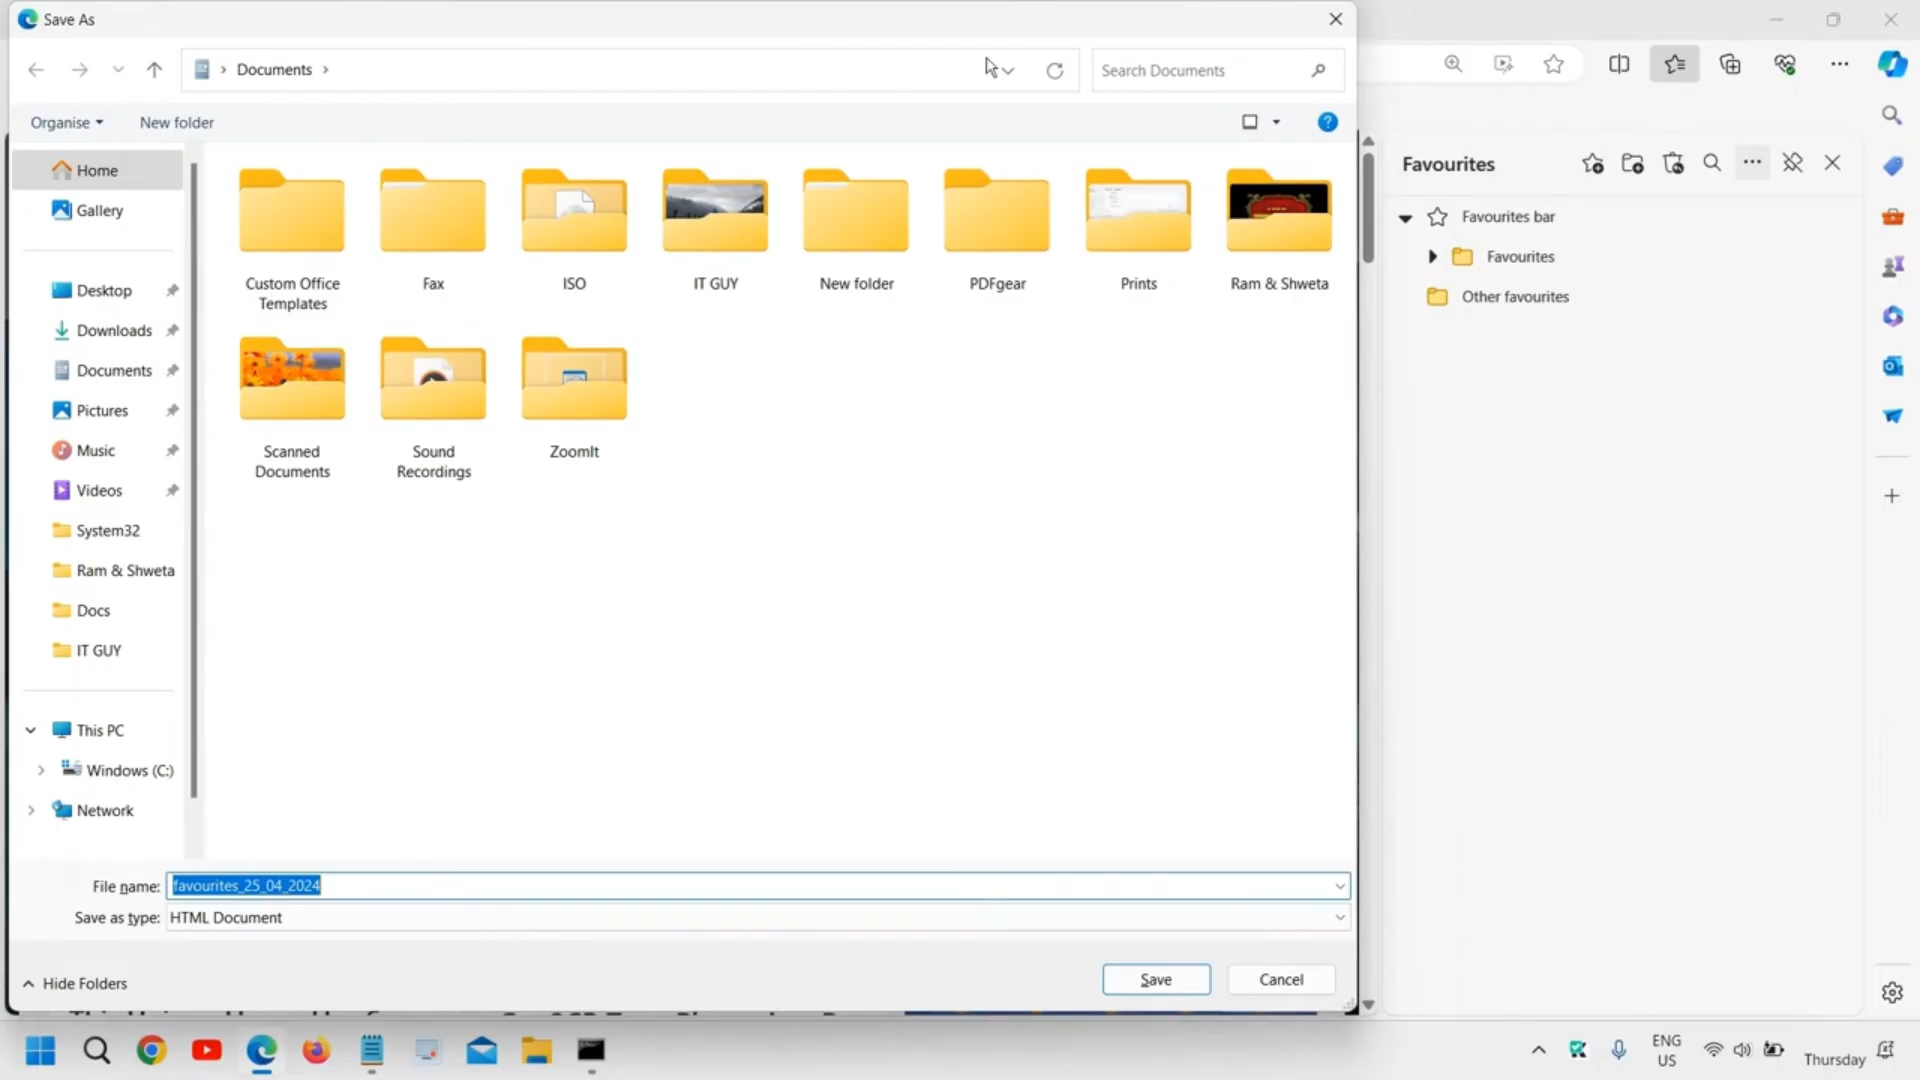 Save As
Documents
Search Documents
Organise
New folder
Home
Gallery
Desktop
Downloads
Documents
Pictures
Music
Videos
System32
Ram & Shweta
Docs
IT GUY
This PC
Windows (C:)
Network
Custom Office
Templates
Fax
ISO
IT GUY
New folder
PDFgear
Prints
Ram & Shweta
Scanned
Documents
Sound
Recordings
ZoomIt
File name: favourites_25_04_2024
Save as type: HTML Document
Hide Folders
Save
Cancel
Favourites
Favourites bar
Favourites
Other favourites
ENG
US
Thursday